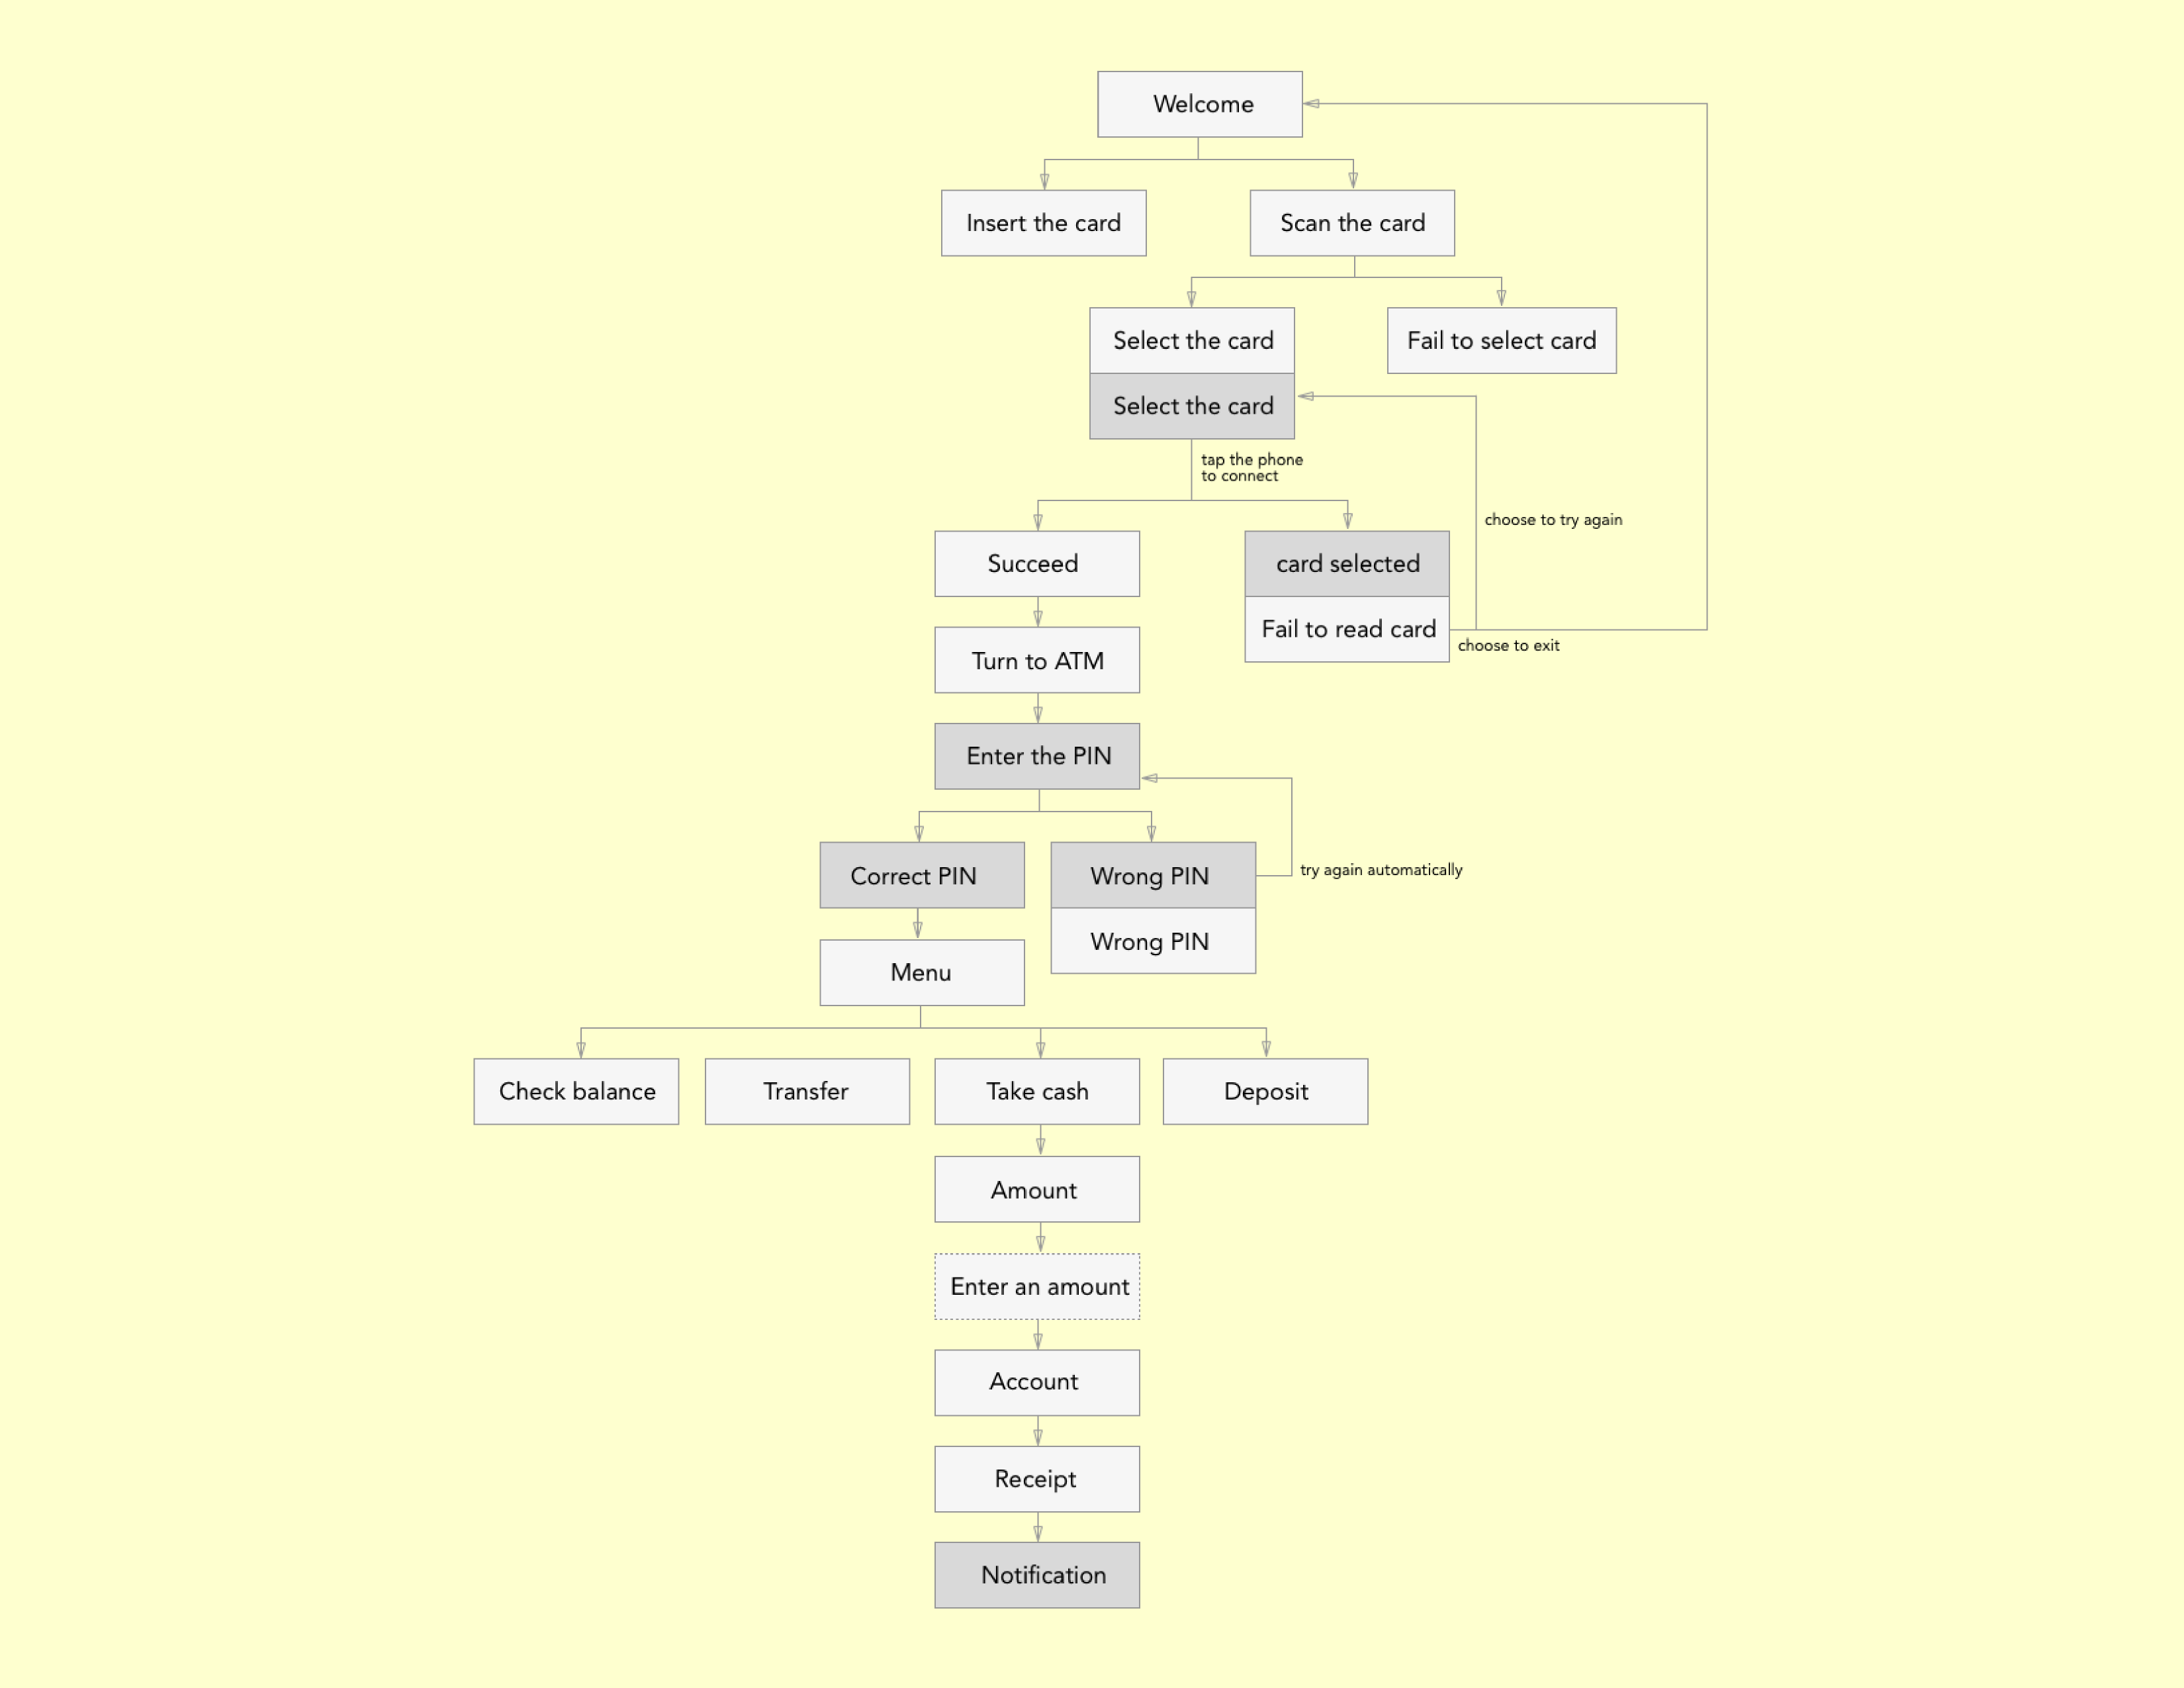 Welcome
Insert the card
Scan the card
Select the card
Fail to select card
Select the card
tap the phone
to connect
choose to try again
Succeed
card selected
Fail to read card
choose to exit
Turn to ATM
Enter the PIN
Correct PIN
Wrong PIN
try again automatically
Wrong PIN
Menu
Check balance
Transfer
Take cash
Deposit
Amount
Enter an amount
Account
Receipt
Notification